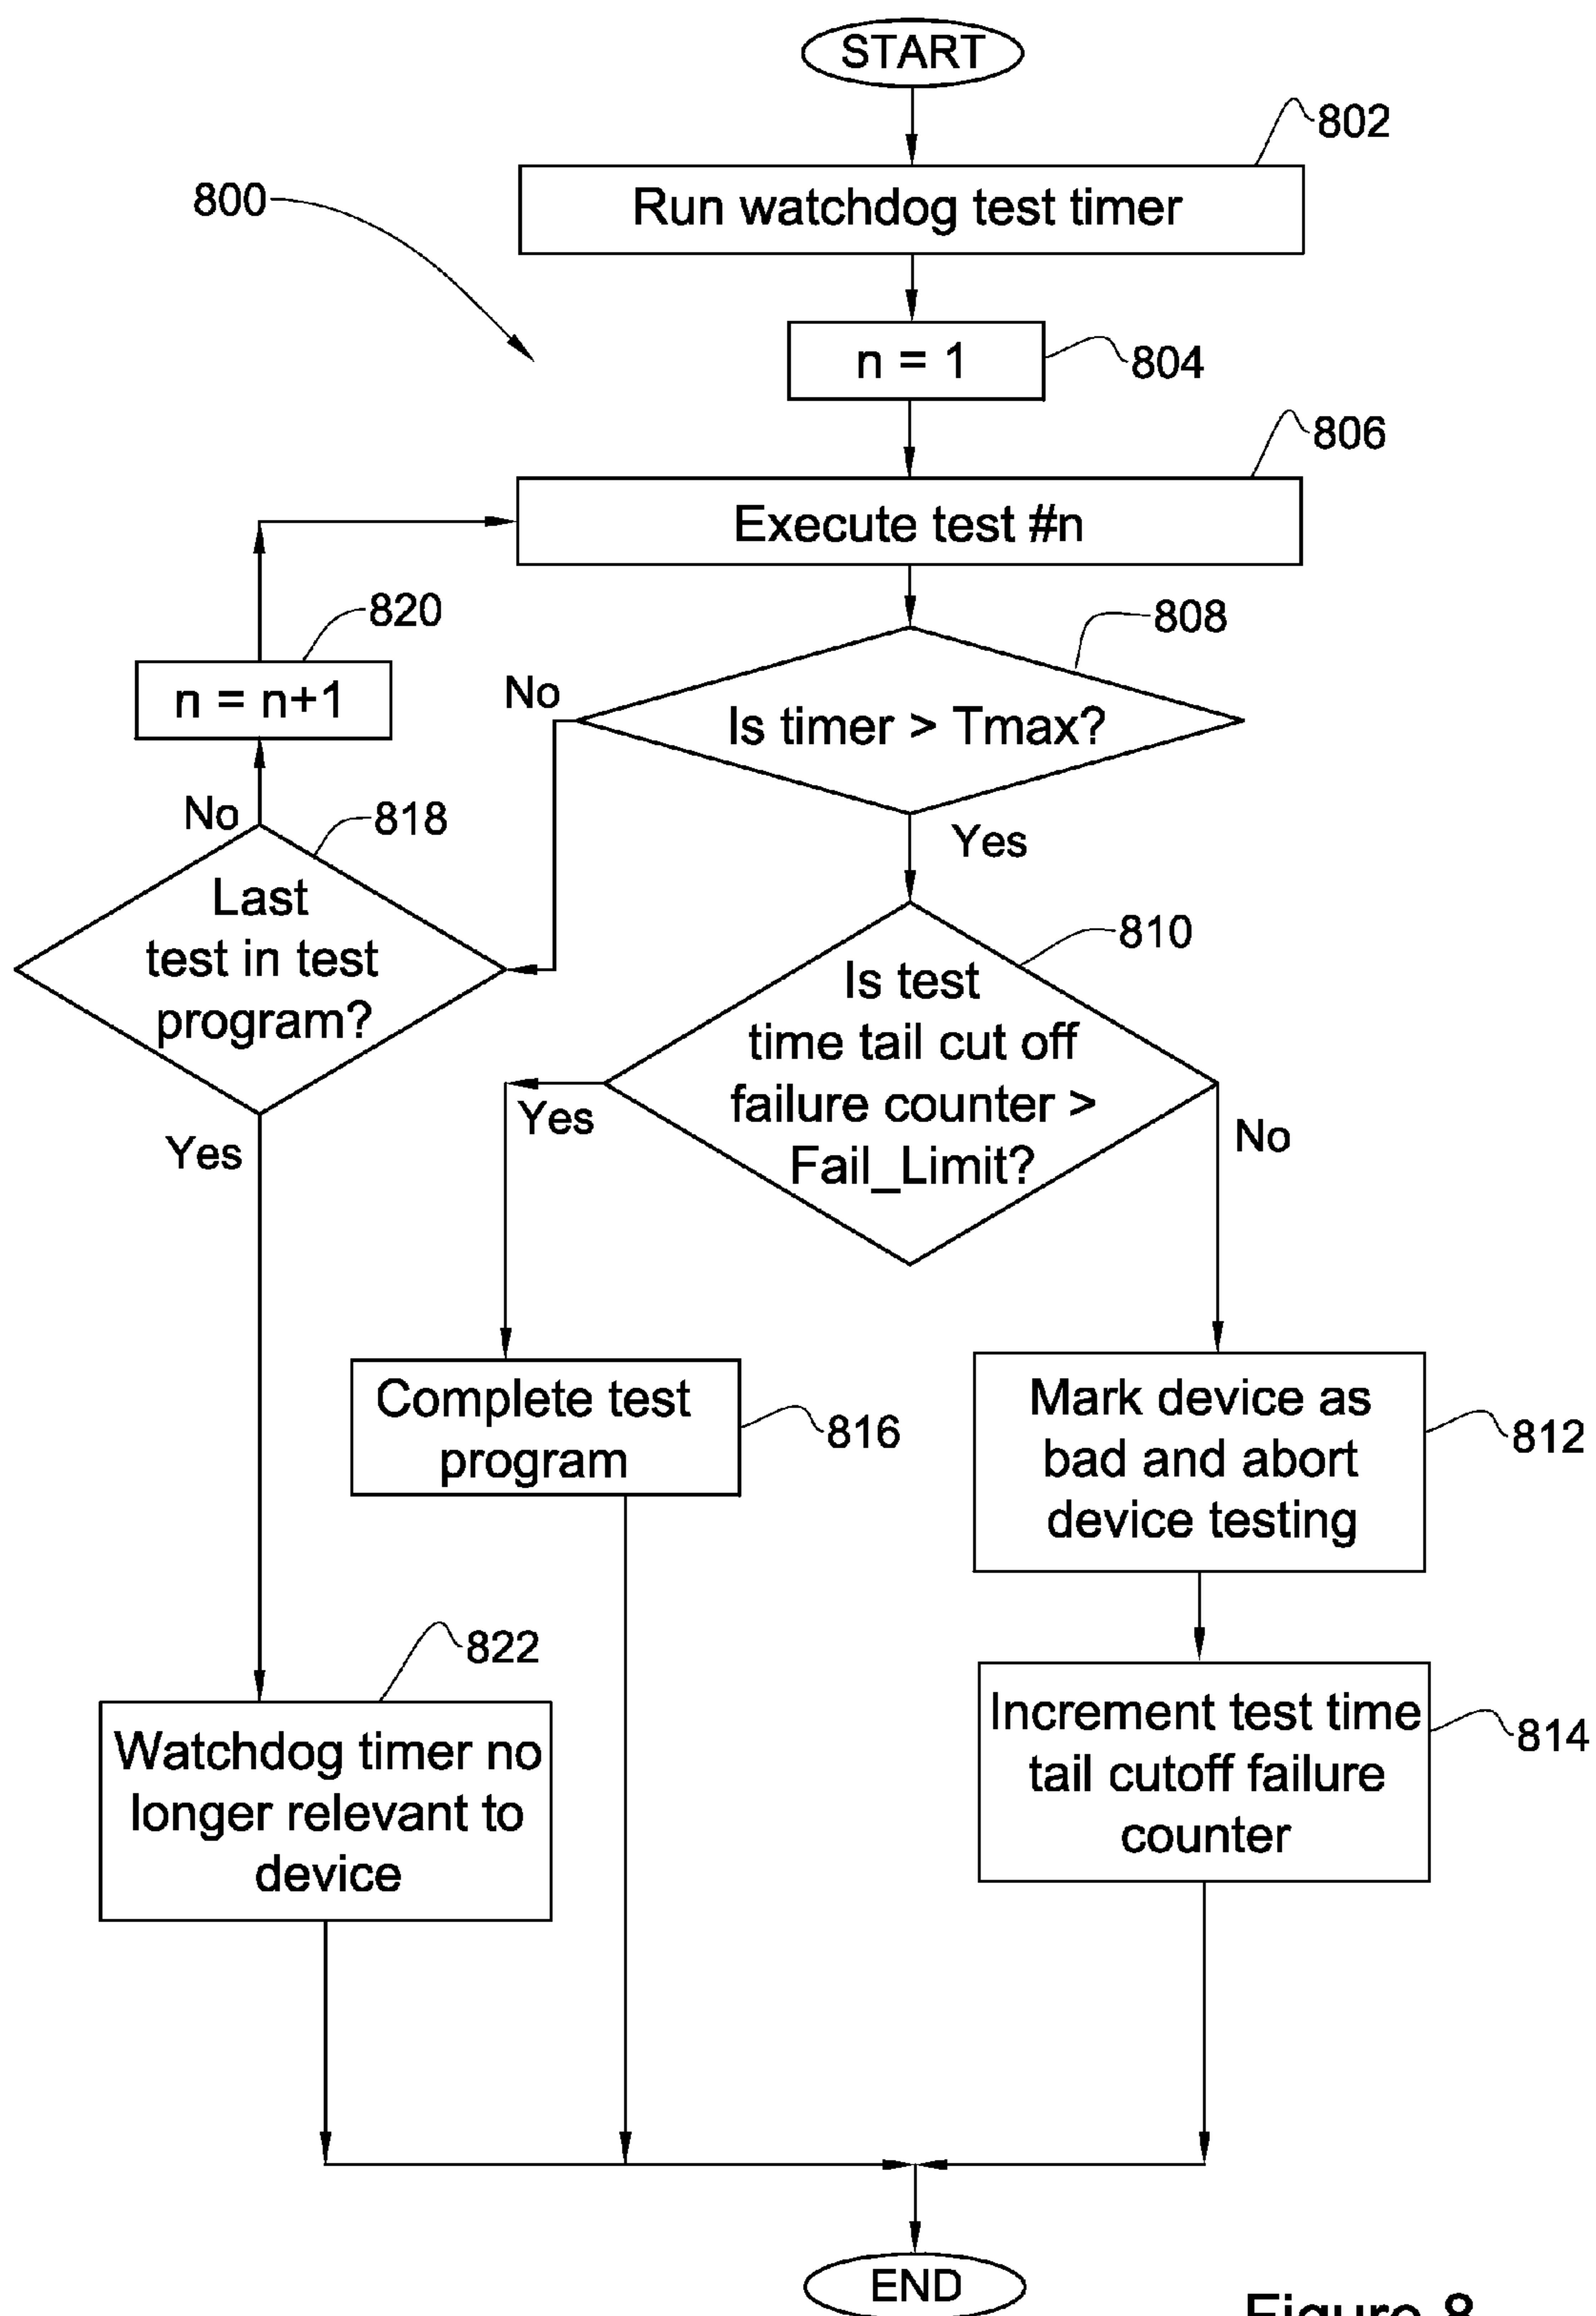 START
802
800
Run watchdog test timer
n = 1
804
806
Execute test #n
820
808
n = n+1
No
Is timer > Tmax?
No
818
Yes
Last
test in test
program?
810
Is test
time tail cut off
failure counter >
Fail_Limit?
Yes
No
Yes
Complete test
program
816
Mark device as
bad and abort
device testing
812
822
Watchdog timer no
longer relevant to
device
Increment test time
tail cutoff failure
counter
814
END
Figure 8